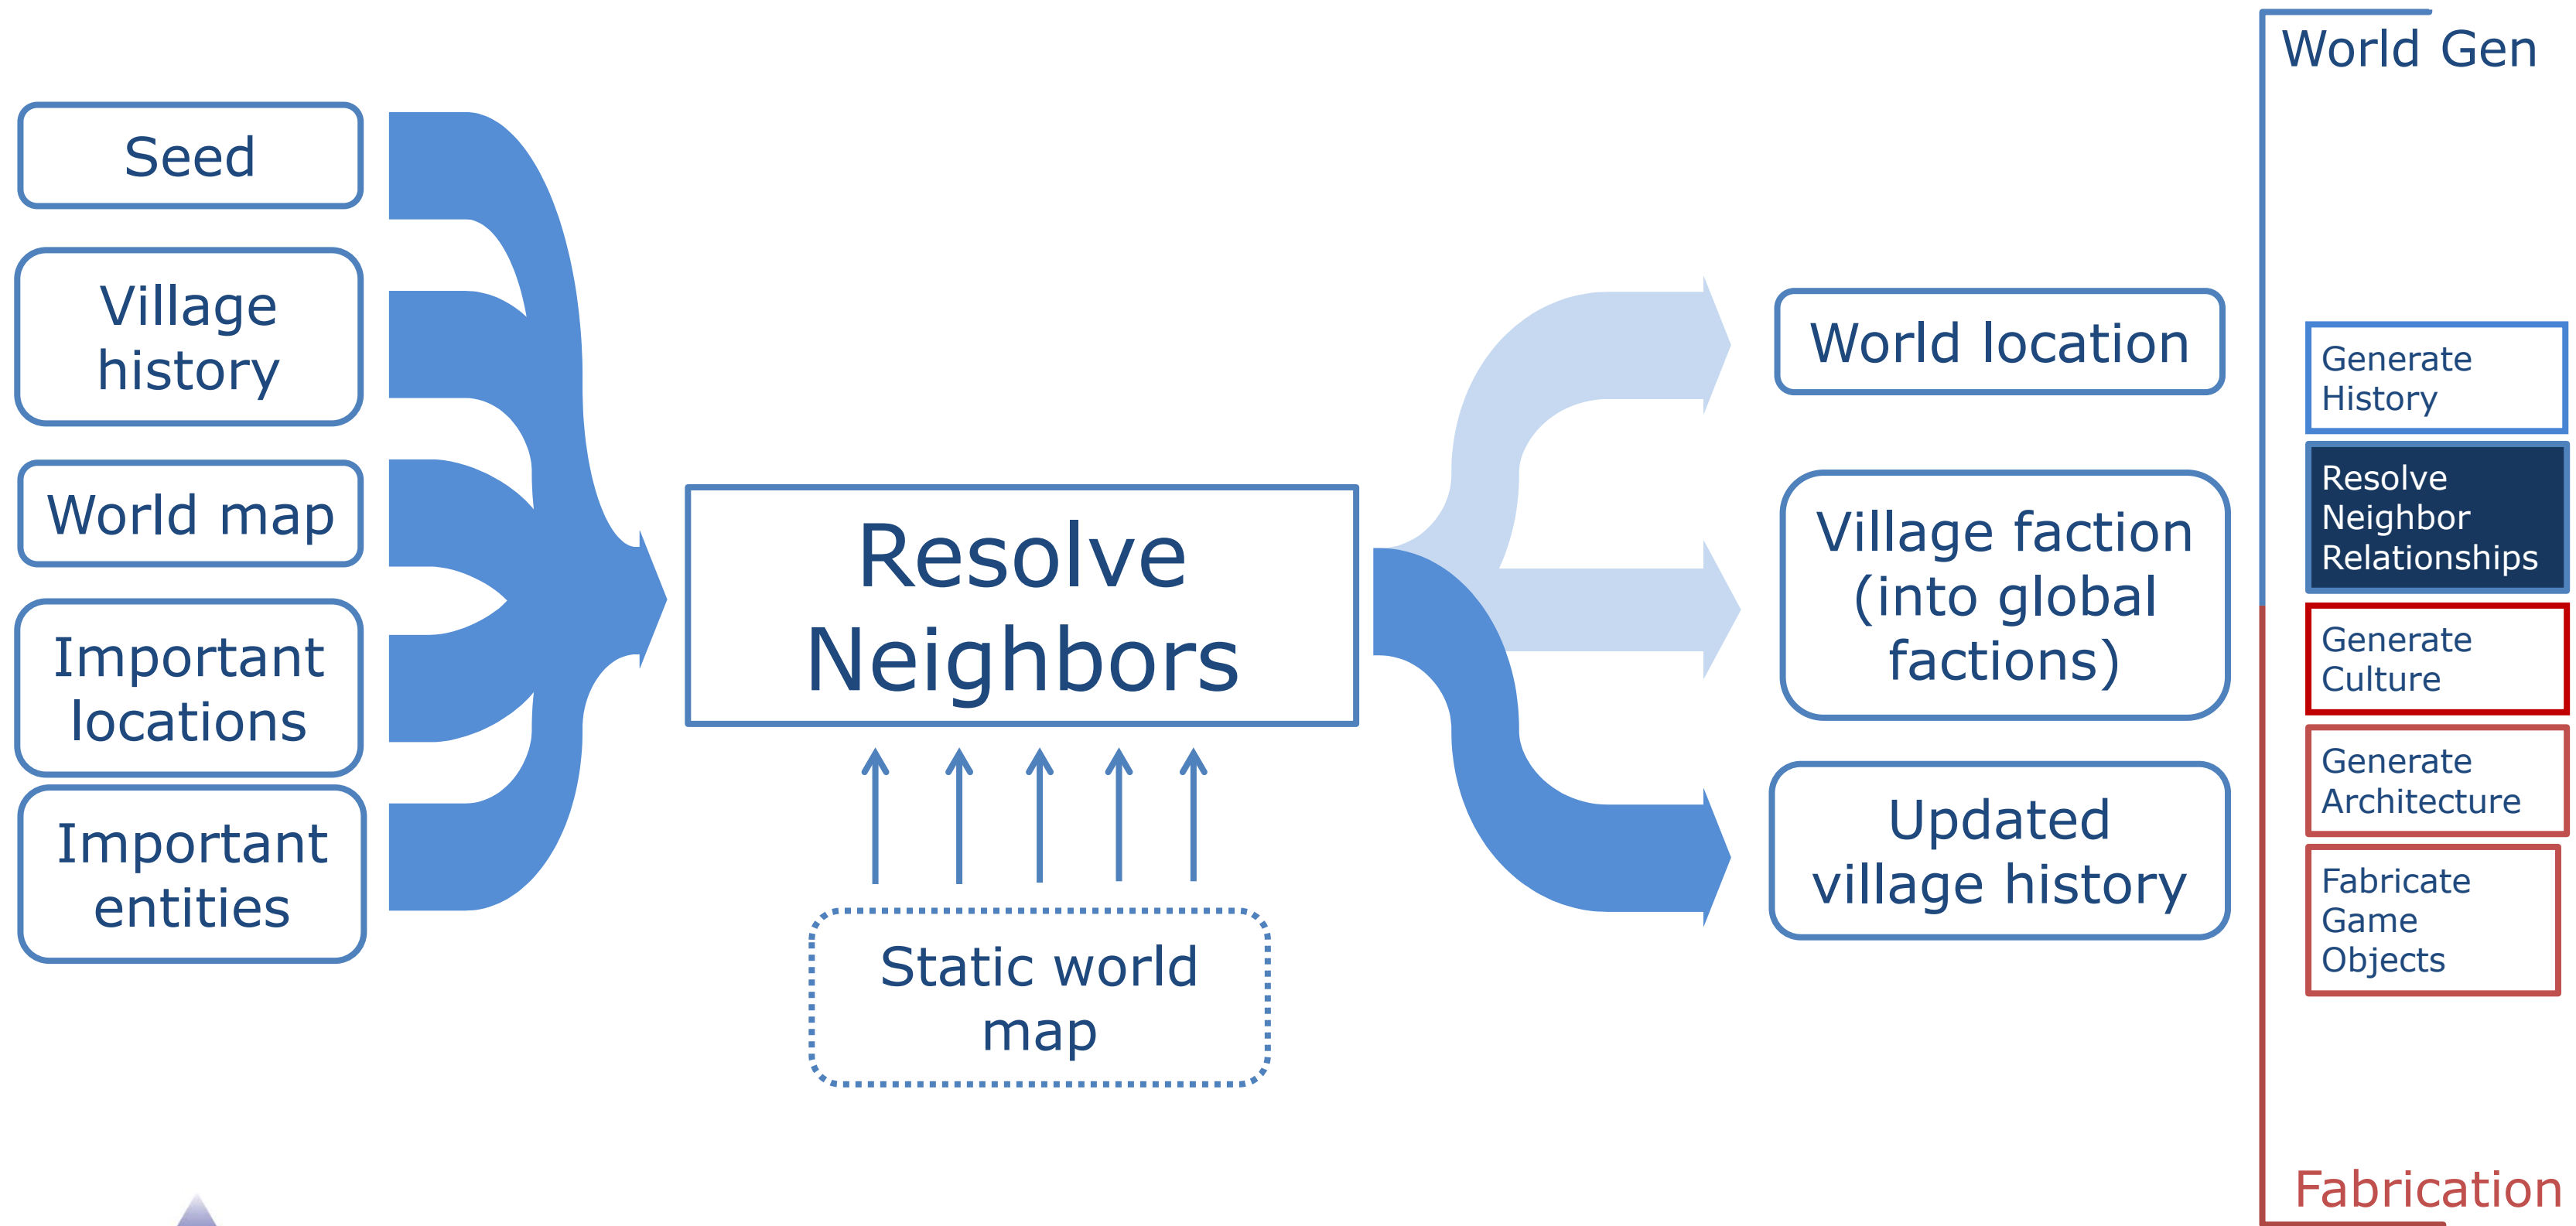 Seed
Village
history
World map
Important
locations
Important
entities
Resolve
Neighbors
Static world
map
World location
Village faction
(into global
factions)
Updated
village history
World Gen
Generate
History
Resolve
Neighbor
Relationships
Generate
Culture
Generate
Architecture
Fabricate
Game
Objects
Fabrication